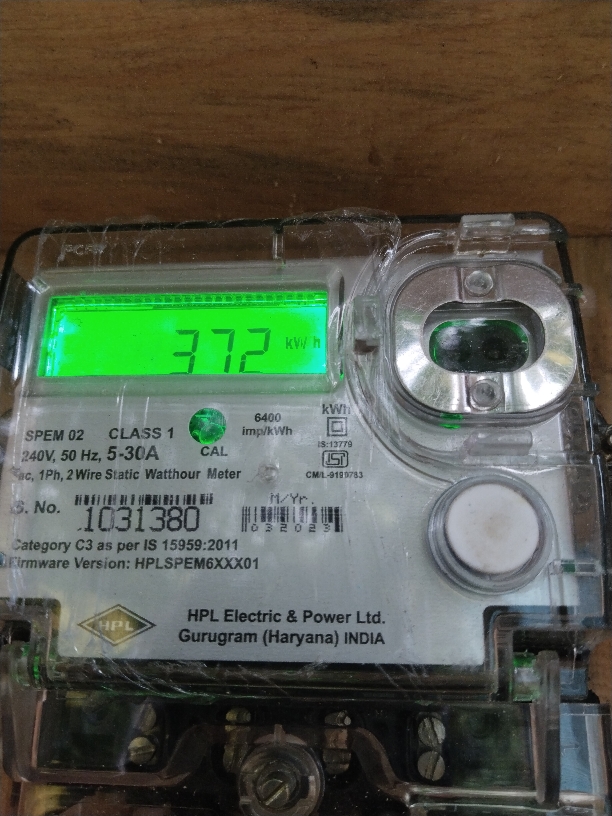 372 kWh
SPEM 02 CLASS 1
CAL
6400
imp/kWh
kWh
IS:13779
240V, 50 Hz, 5-30A
ac, 1Ph, 2 Wire Static Watthour Meter
S. No.
1031380
M/Yr.
032023
Category C3 as per IS 15959:2011
Firmware Version: HPLSPEM6XXX01
HPL
HPL Electric & Power Ltd.
Gurugram (Haryana) INDIA